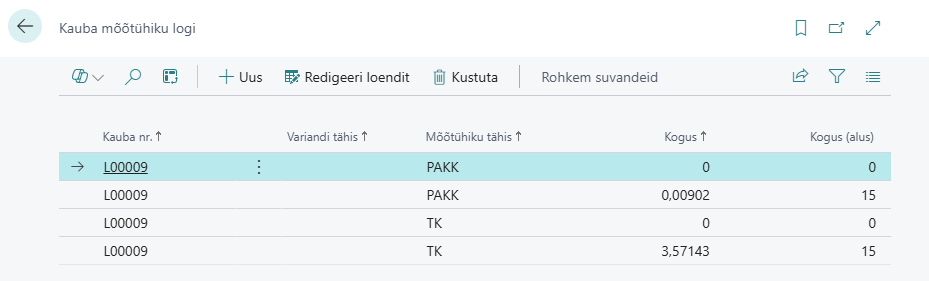 Kauba mõõtühiku logi
Uus Redigeeri loendit Kustuta Rohkem suvandeid
Kauba nr. ↑ Variandi tähis ↑ Mõõtühiku tähis ↑ Kogus ↑ Kogus (alus)
L00009 PAKK 0 0
L00009 PAKK 0,00902 15
L00009 TK 0 0
L00009 TK 3,57143 15